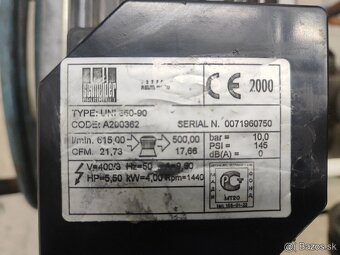 CE 2000
TYPE: UNI 550-90
CODE: A200362
SERIAL N. 0071960750
l/min. 615,00
500,00
bar = 10,0
CFM. 21,73
17,66
PSI = 145
dB(A) = 0
V=400/3 Hz=50
HP=5,50 kW=4,00 rpm=1440
MT20
Bazos.sk